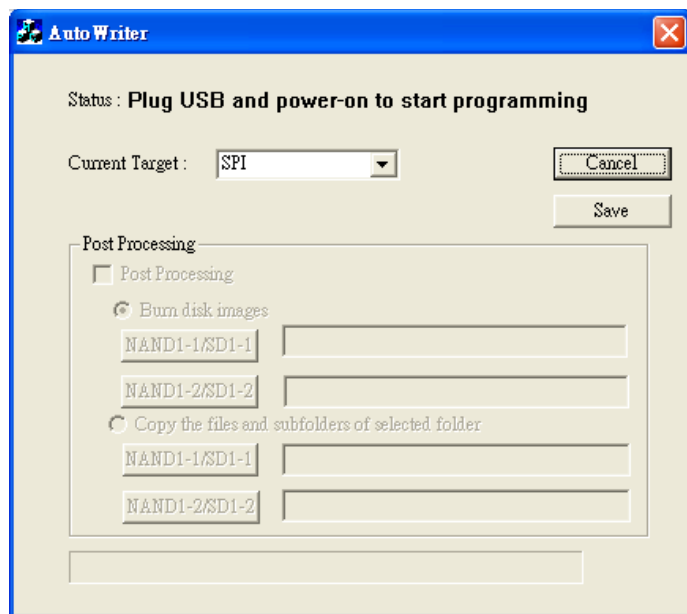 Auto Writer
Status : Plug USB and power-on to start programming
Current Target : SPI Cancel
Save
Post Processing
Post Processing
Burn disk images
NAND1-1/SD1-1
NAND1-2/SD1-2
Copy the files and subfolders of selected folder
NAND1-1/SD1-1
NAND1-2/SD1-2